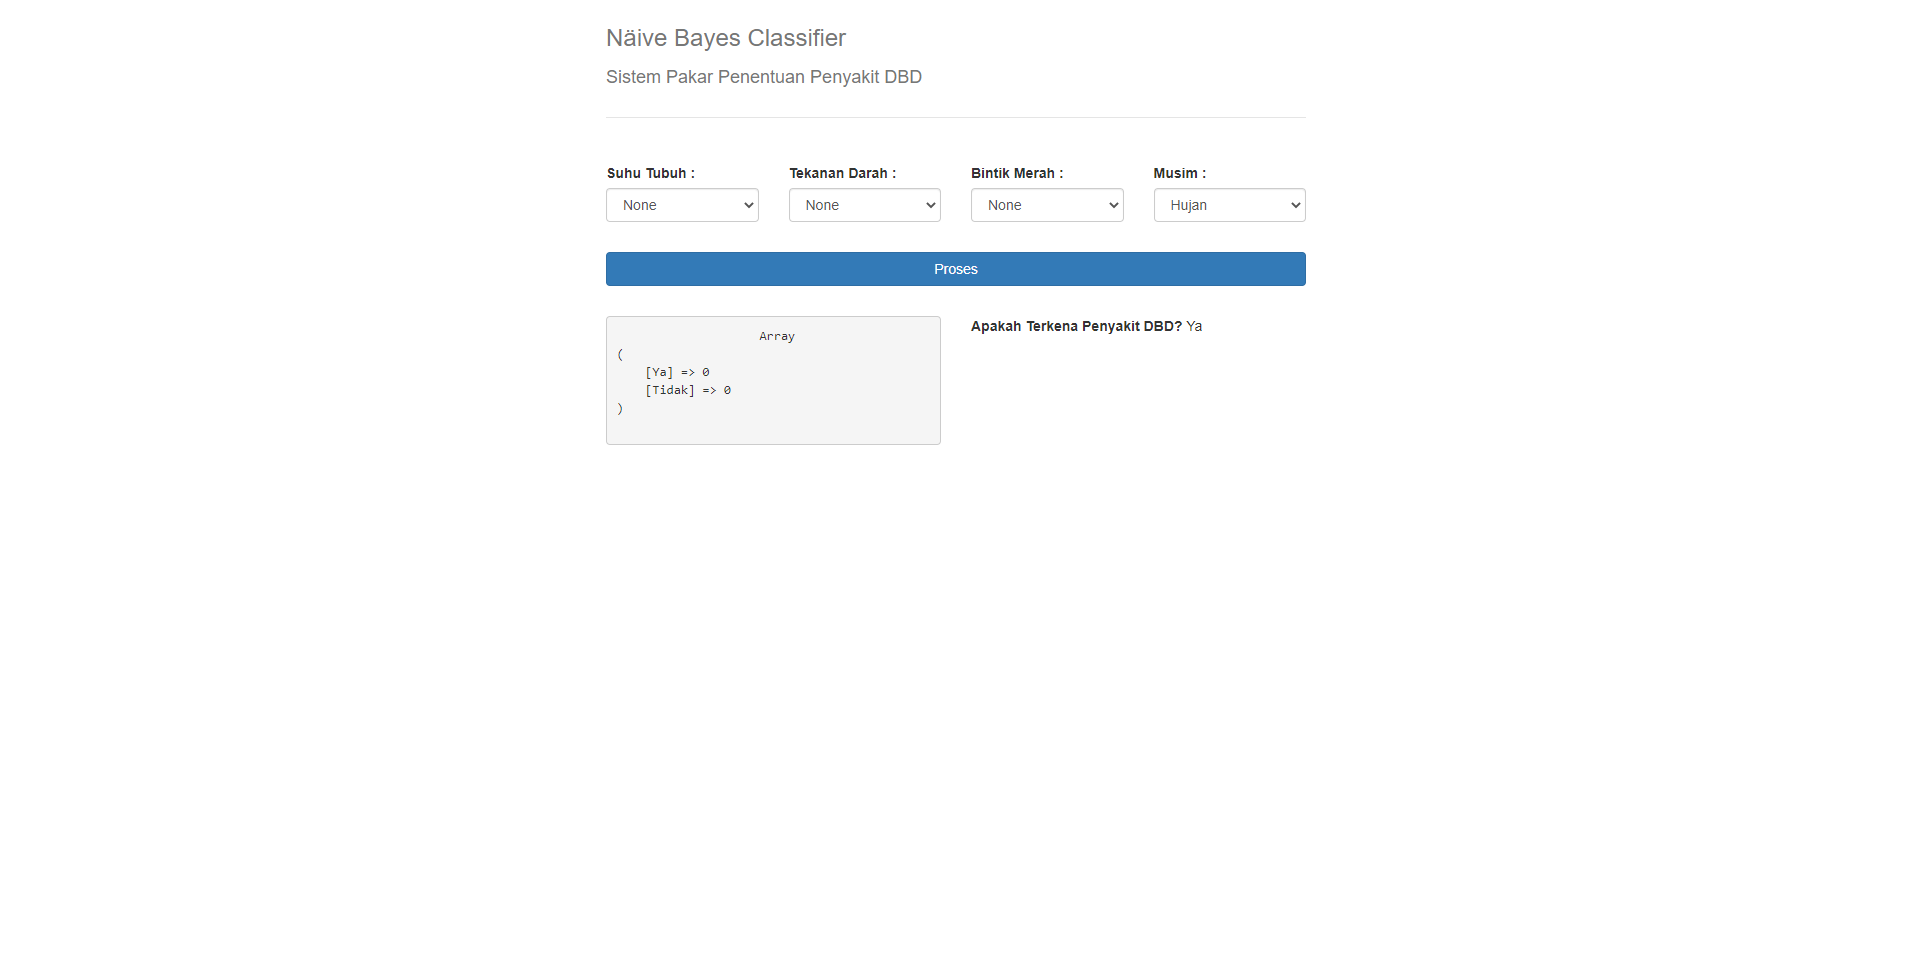 Näive Bayes Classifier
Sistem Pakar Penentuan Penyakit DBD
Suhu Tubuh : Tekanan Darah : Bintik Merah : Musim :
None None None Hujan
Proses
Array
(
[Ya] => 0
[Tidak] => 0
)
Apakah Terkena Penyakit DBD? Ya